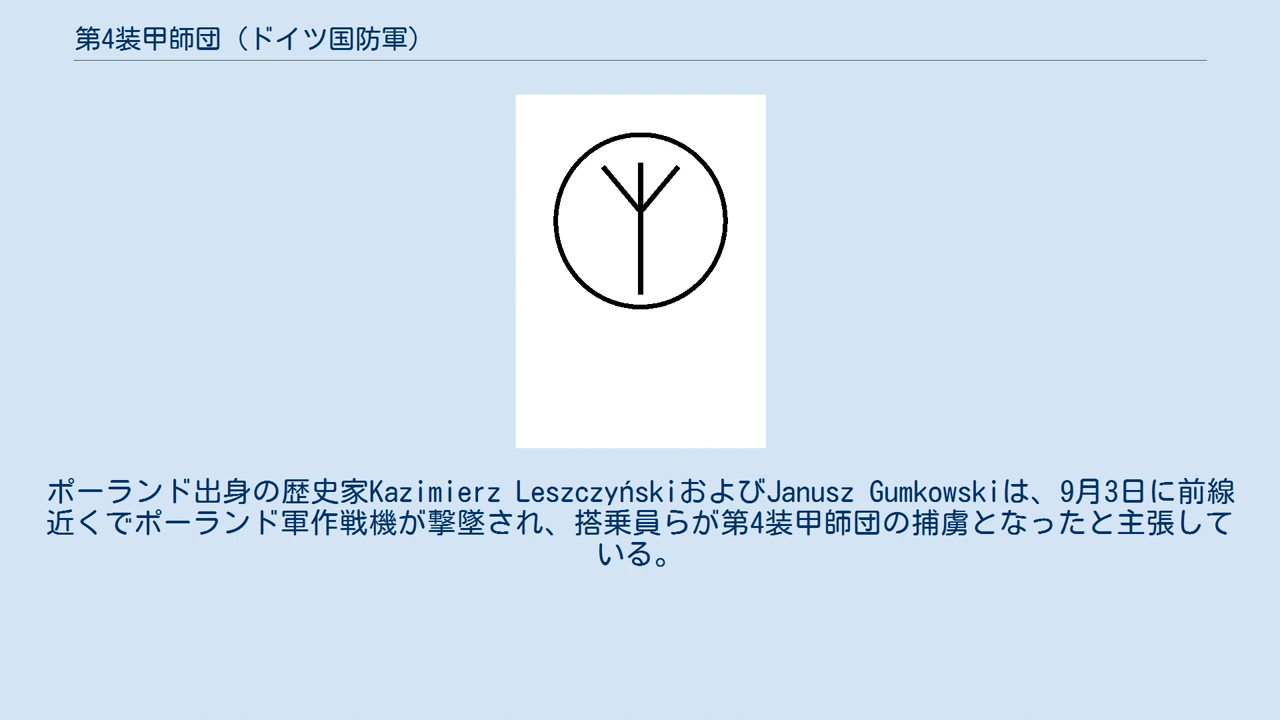 第4装甲師団（ドイツ国防軍）
ポーランド出身の歴史家Kazimierz LeszczyńskiおよびJanusz Gumkowskiは、9月3日に前線
近くでポーランド軍作戦機が撃墜され、搭乗員らが第4装甲師団の捕虜となったと主張して
いる。